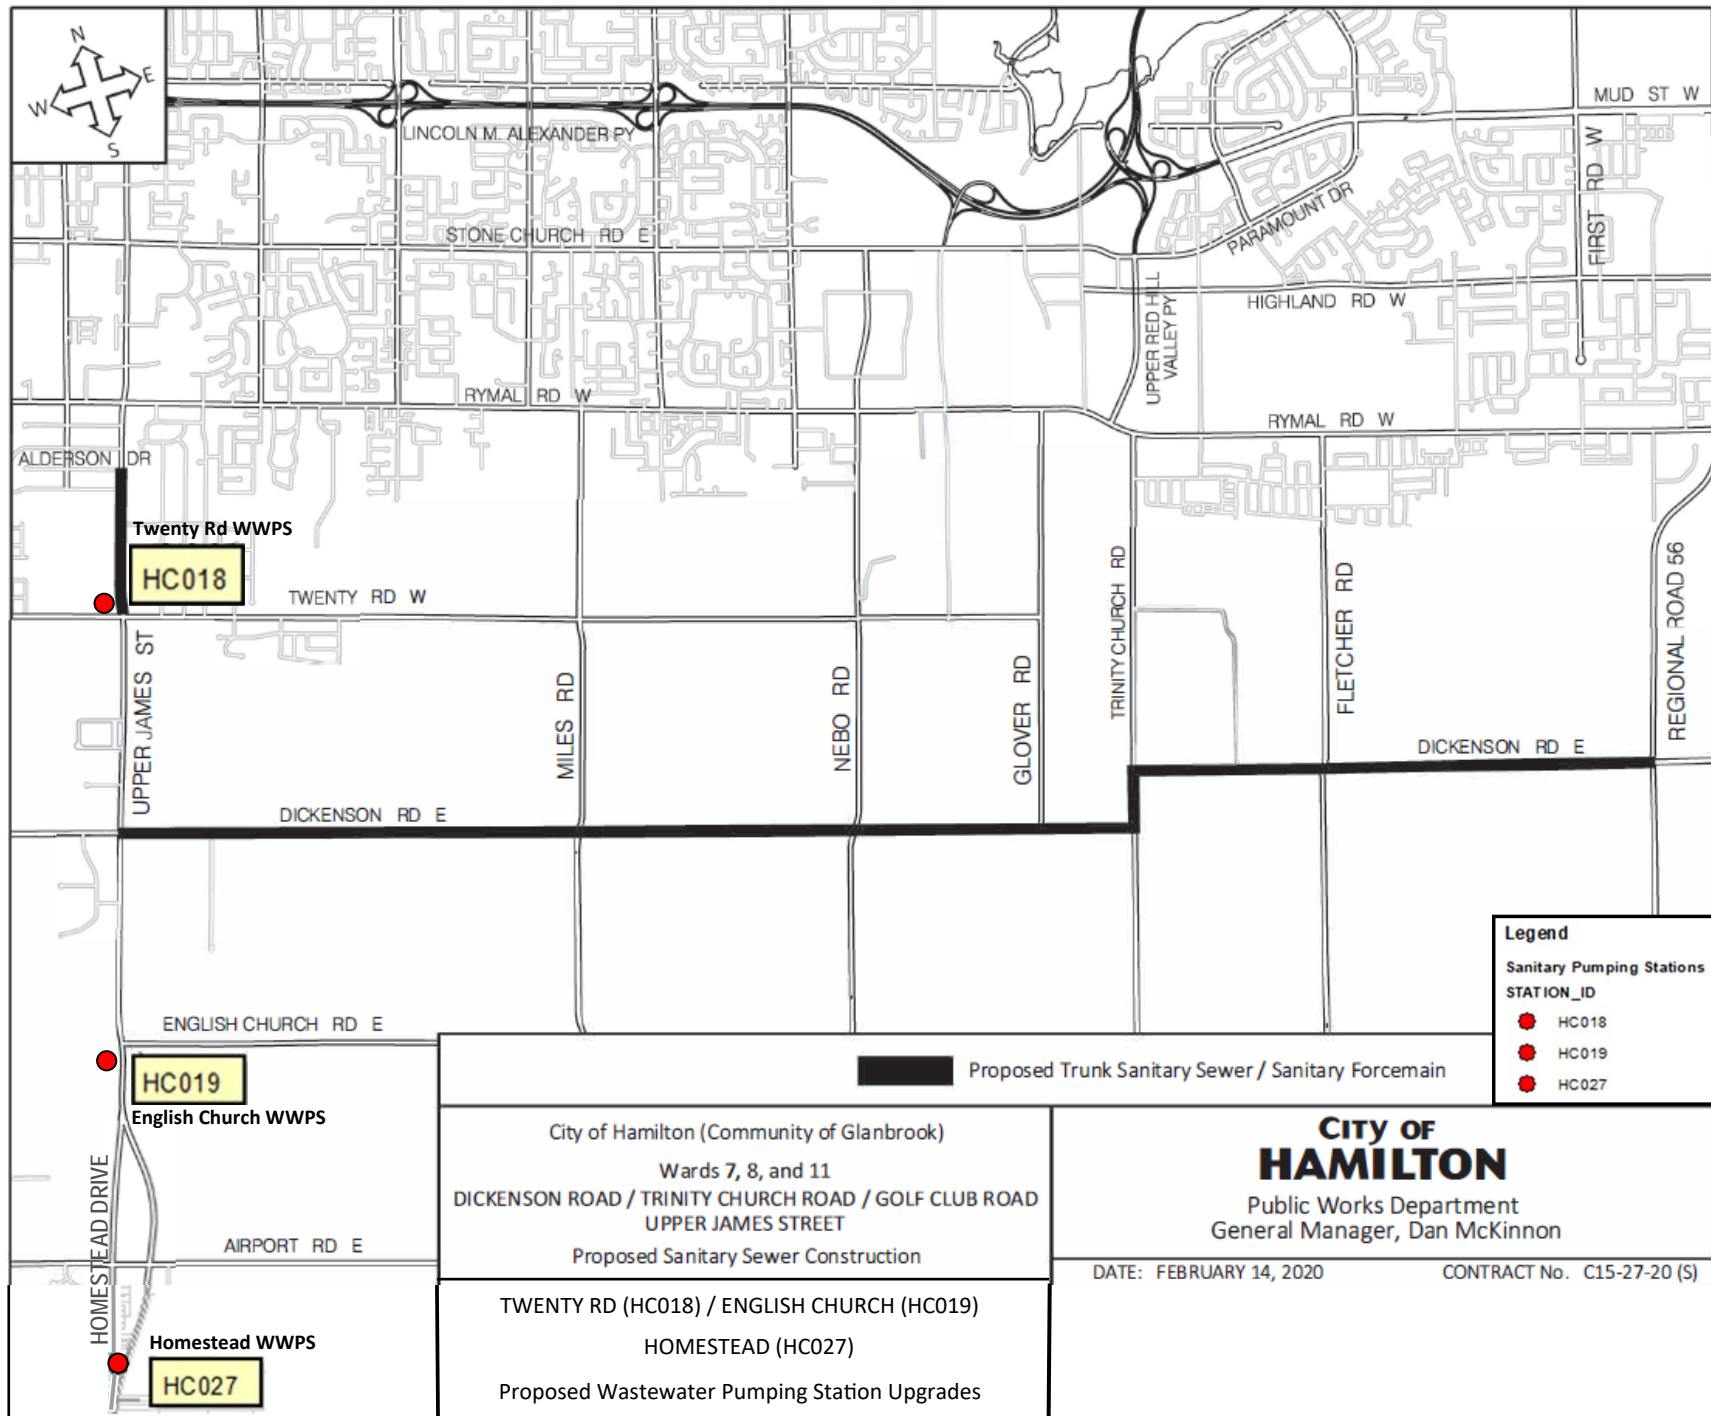 N
E
W
S
MUD ST W
LINCOLN M. ALEXANDER PY
FIRST RD W
PARAMOUNT DR
STONE CHURCH RD E
HIGHLAND RD W
UPPER RED HILL
VALLEY PY
RYMAL RD W
RYMAL RD W
ALDERSON DR
Twenty Rd WWPS
HC018
TWENTY RD W
TRINITY CHURCH RD
FLETCHER RD
REGIONAL ROAD 56
UPPER JAMES ST
MILES RD
NEBO RD
GLOVER RD
DICKENSON RD E
DICKENSON RD E
Legend
Sanitary Pumping Stations
STATION_ID
HC018
HC019
HC027
ENGLISH CHURCH RD E
HC019
English Church WWPS
Proposed Trunk Sanitary Sewer / Sanitary Forcemain
City of Hamilton (Community of Glanbrook)
Wards 7, 8, and 11
DICKENSON ROAD / TRINITY CHURCH ROAD / GOLF CLUB ROAD
UPPER JAMES STREET
Proposed Sanitary Sewer Construction
CITY OF
HAMILTON
Public Works Department
General Manager, Dan McKinnon
DATE: FEBRUARY 14, 2020
CONTRACT No. C15-27-20 (S)
HOMESTEAD DRIVE
AIRPORT RD E
Homestead WWPS
HC027
TWENTY RD (HC018) / ENGLISH CHURCH (HC019)
HOMESTEAD (HC027)
Proposed Wastewater Pumping Station Upgrades